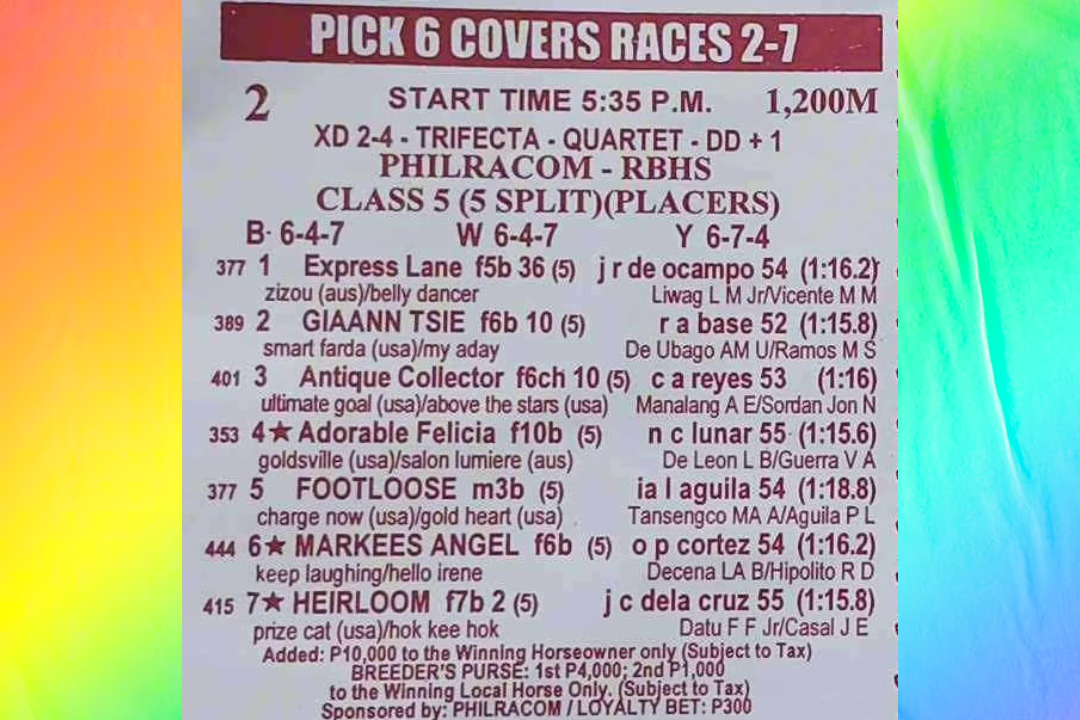 PICK 6 COVERS RACES 2-7
2 START TIME 5:35 P.M. 1,200M
XD 2-4 - TRIFECTA - QUARTET - DD + 1
PHILRACOM - RBHS
CLASS 5 (5 SPLIT)(PLACERS)
B· 6-4-7 W 6-4-7 Y 6-7-4
377 1 Express Lane f5b 36 (5) j r de ocampo 54 (1:16.2)
zizou (aus)/belly dancer Liwag L M Jr/Vicente M M
389 2 GIAANN TSIE f6b 10 (5) r a base 52 (1:15.8)
smart farda (usa)/my aday De Ubago AM U/Ramos M S
401 3 Antique Collector f6ch 10 (5) c a reyes 53 (1:16)
ultimate goal (usa)/above the stars (usa) Manalang A E/Sordan Jon N
353 4★ Adorable Felicia f10b (5) n c lunar 55 (1:15.6)
goldsville (usa)/salon lumiere (aus) De Leon L B/Guerra V A
377 5 FOOTLOOSE m3b (5) ia l aguila 54 (1:18.8)
charge now (usa)/gold heart (usa) Tansengco MA A/Aguila P L
444 6★ MARKEES ANGEL f6b (5) o p cortez 54 (1:16.2)
keep laughing/hello irene Decena LA B/Hipolito R D
415 7★ HEIRLOOM f7b 2 (5) j c dela cruz 55 (1:15.8)
prize cat (usa)/hok kee hok Datu F F Jr/Casal J E
Added: P10,000 to the Winning Horseowner only (Subject to Tax)
BREEDER'S PURSE: 1st P4,000; 2nd P1,000
to the Winning Local Horse Only. (Subject to Tax)
Sponsored by: PHILRACOM / LOYALTY BET: P300